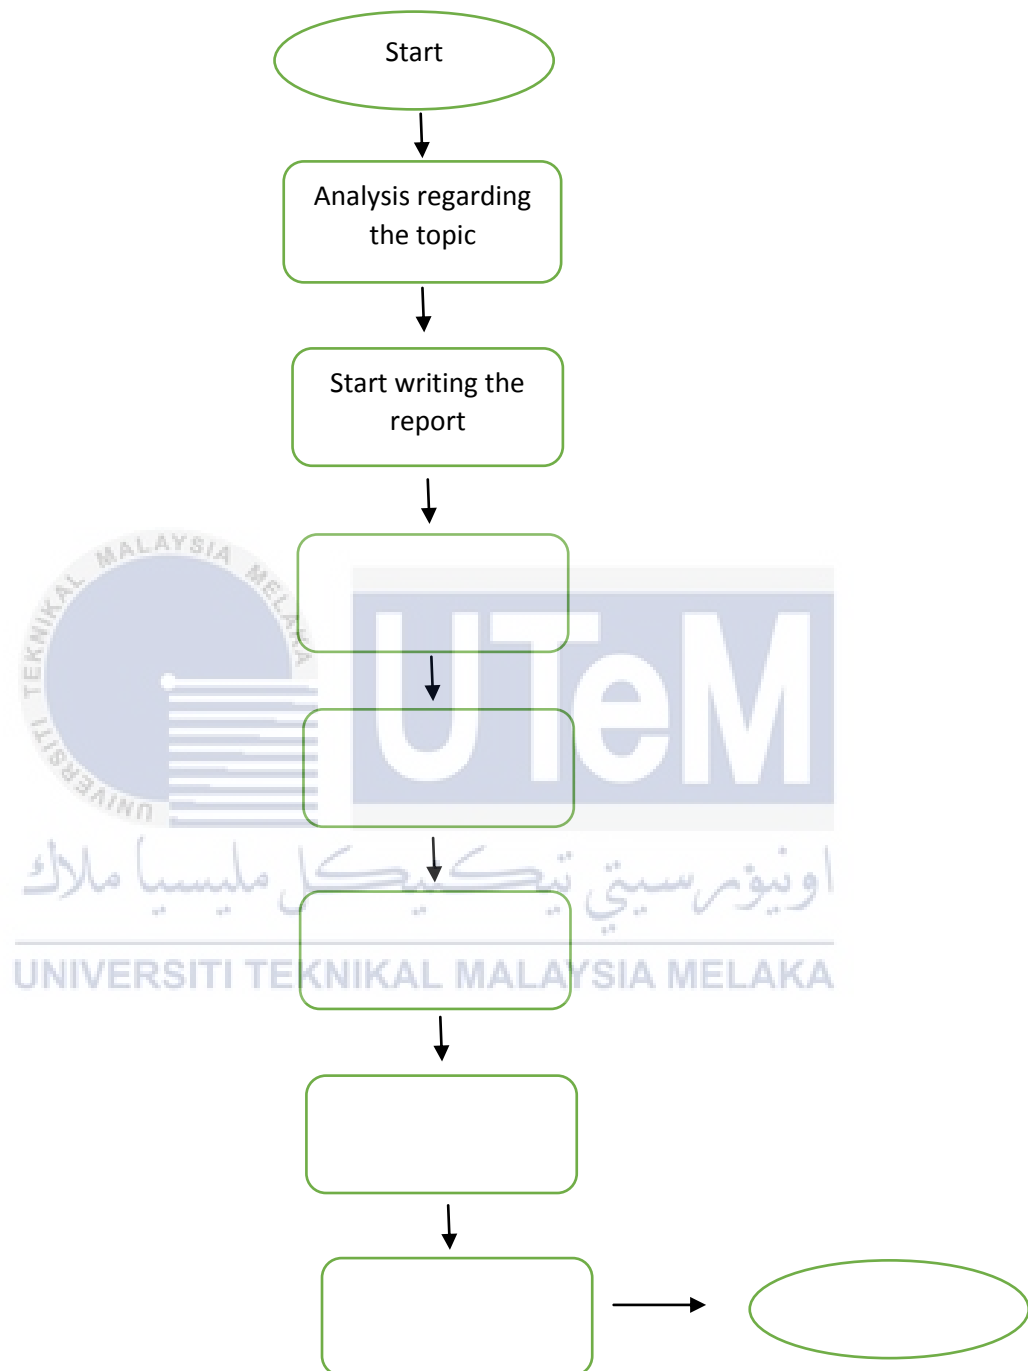 Start
Analysis regarding
the topic
Start writing the
report
UNIVERSITI TEKNIKAL MALAYSIA MELAKA
UTeM
اونيۏرسيتي تيكنيكل مليسيا ملاك
UNIVERSITI TEKNIKAL MALAYSIA MELAKA